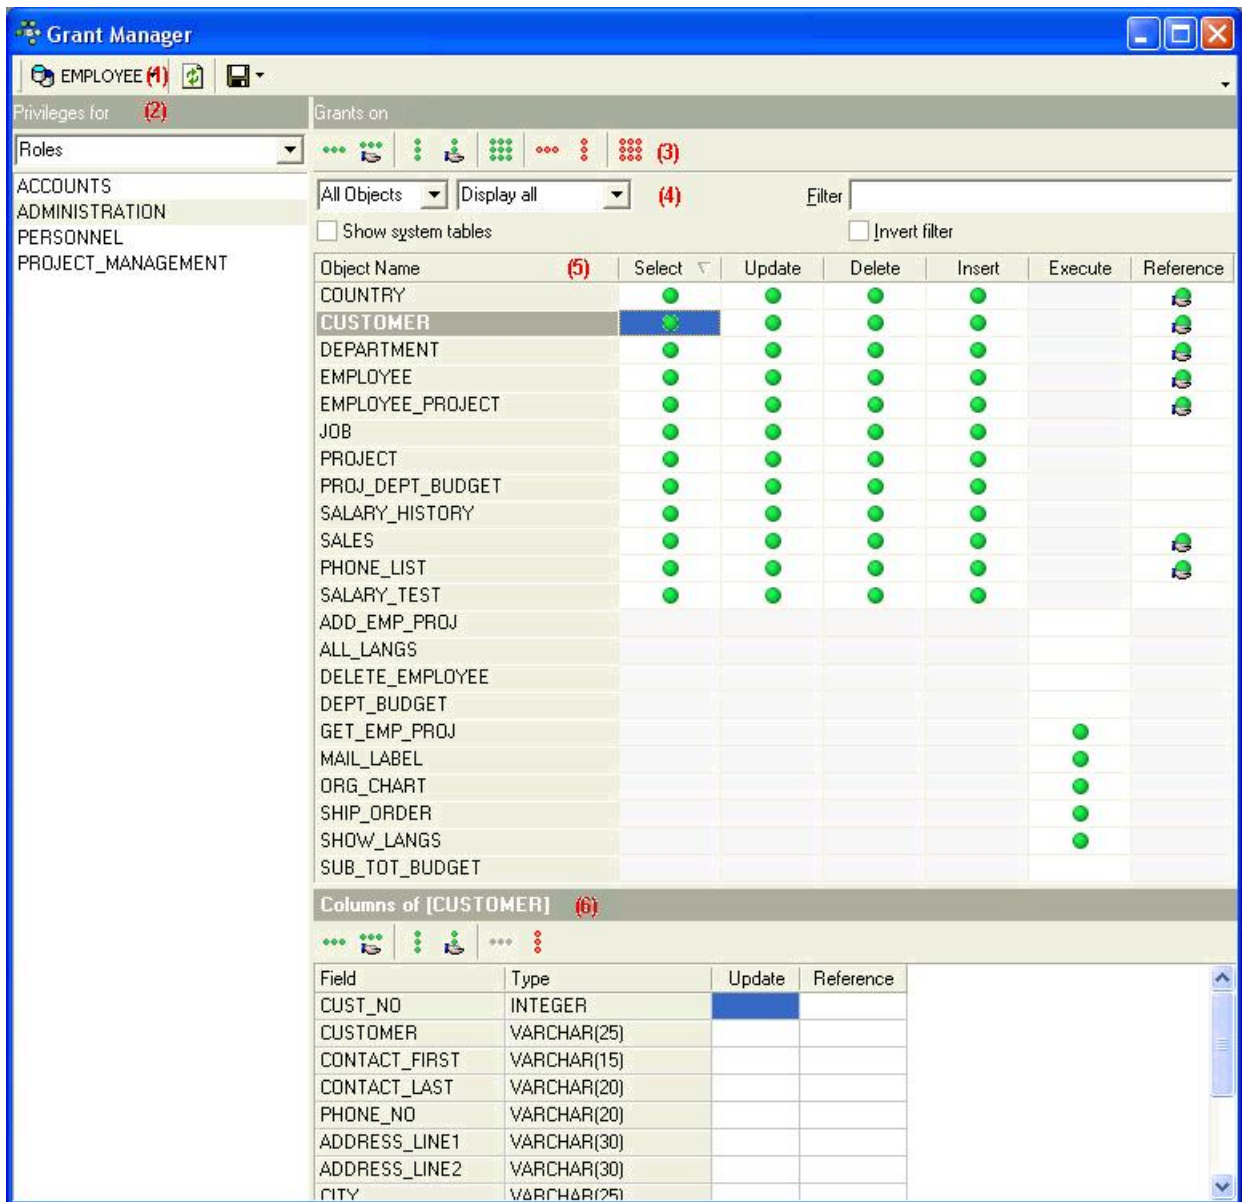 Grant Manager
EMPLOYEE (1)
Privileges for (2)
Grants on
Roles
(3)
ACCOUNTS
ADMINISTRATION
PERSONNEL
PROJECT_MANAGEMENT
All Objects Display all (4) Filter
Show system tables Invert filter
Object Name (5) Select Update Delete Insert Execute Reference
COUNTRY
CUSTOMER
DEPARTMENT
EMPLOYEE
EMPLOYEE_PROJECT
JOB
PROJECT
PROJ_DEPT_BUDGET
SALARY_HISTORY
SALES
PHONE_LIST
SALARY_TEST
ADD_EMP_PROJ
ALL_LANGS
DELETE_EMPLOYEE
DEPT_BUDGET
GET_EMP_PROJ
MAIL_LABEL
ORG_CHART
SHIP_ORDER
SHOW_LANGS
SUB_TOT_BUDGET
Columns of [CUSTOMER] (6)
Field Type Update Reference
CUST_NO INTEGER
CUSTOMER VARCHAR(25)
CONTACT_FIRST VARCHAR(15)
CONTACT_LAST VARCHAR(20)
PHONE_NO VARCHAR(20)
ADDRESS_LINE1 VARCHAR(30)
ADDRESS_LINE2 VARCHAR(30)
CITY VARCHAR(25)